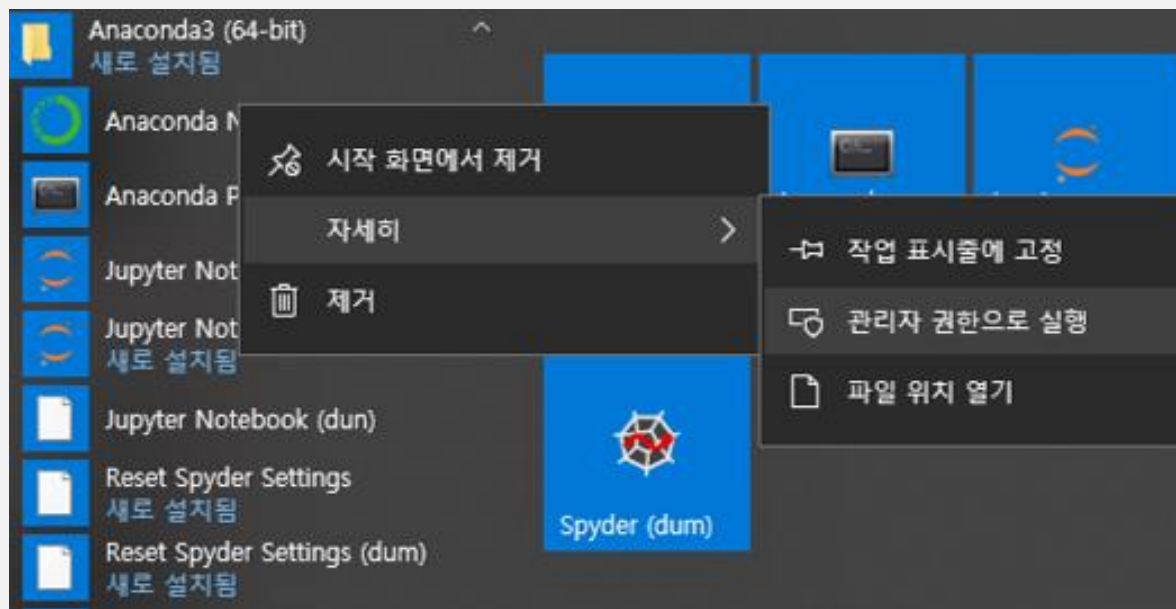 Anaconda3 (64-bit)
새로 설치됨
Anaconda N
Anaconda P
Jupyter Not
Jupyter Not
새로 설치됨
Jupyter Notebook (dun)
Reset Spyder Settings
새로 설치됨
Reset Spyder Settings (dum)
새로 설치됨
시작 화면에서 제거
자세히
제거
작업 표시줄에 고정
관리자 권한으로 실행
파일 위치 열기
Spyder (dum)